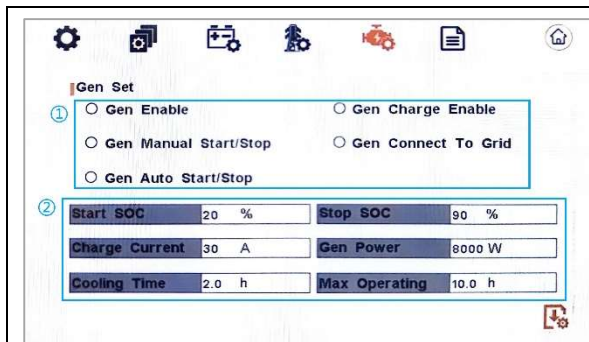 Gen Set
① Gen Enable Gen Charge Enable
Gen Manual Start/Stop Gen Connect To Grid
Gen Auto Start/Stop
② Start SOC 20 % Stop SOC 90 %
Charge Current 30 A Gen Power 8000 W
Cooling Time 2.0 h Max Operating 10.0 h